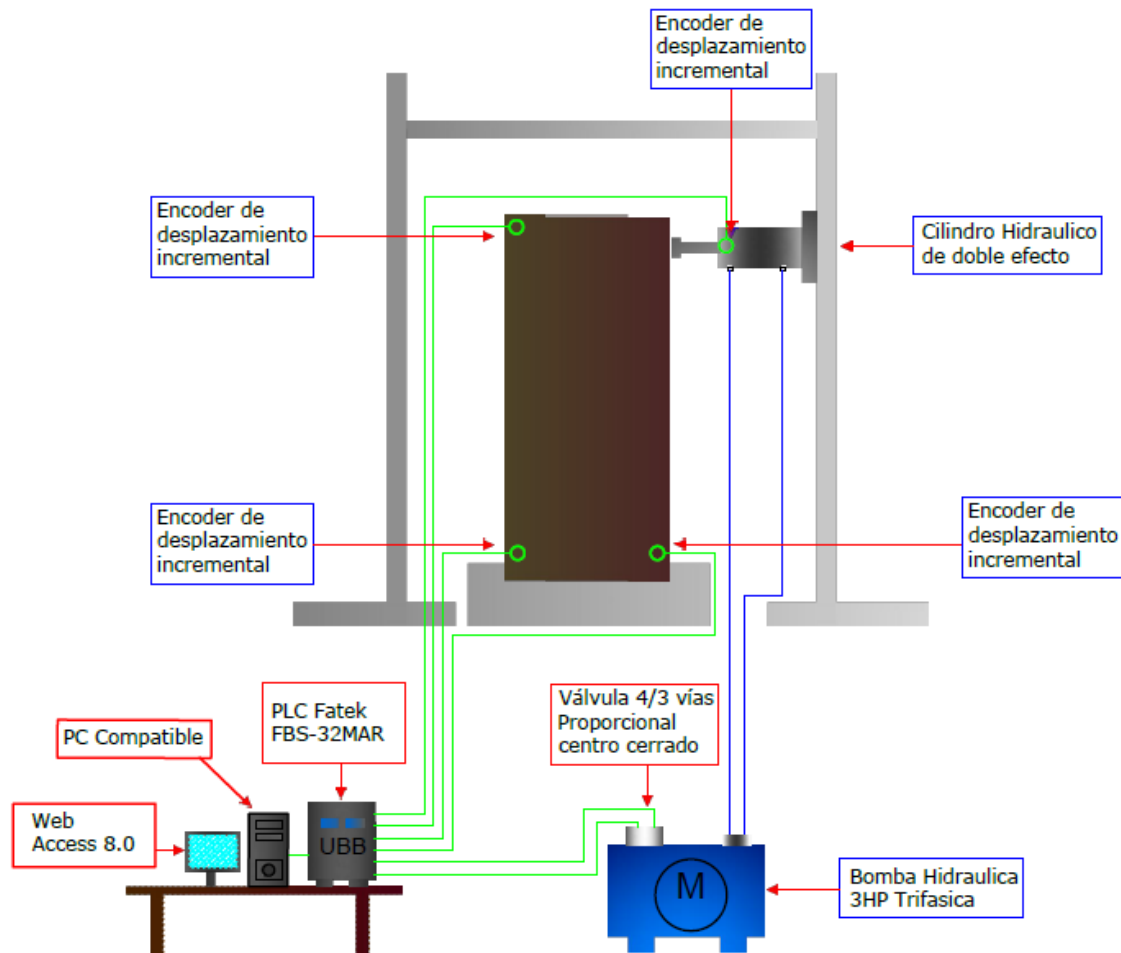 Encoder de
desplazamiento
incremental
Encoder de
desplazamiento
incremental
Cilindro Hidraulico
de doble efecto
Encoder de
desplazamiento
incremental
Encoder de
desplazamiento
incremental
PLC Fatek
FBS-32MAR
Válvula 4/3 vías
Proporcional
centro cerrado
PC Compatible
Web
Access 8.0
UBB
M
Bomba Hidraulica
3HP Trifasica